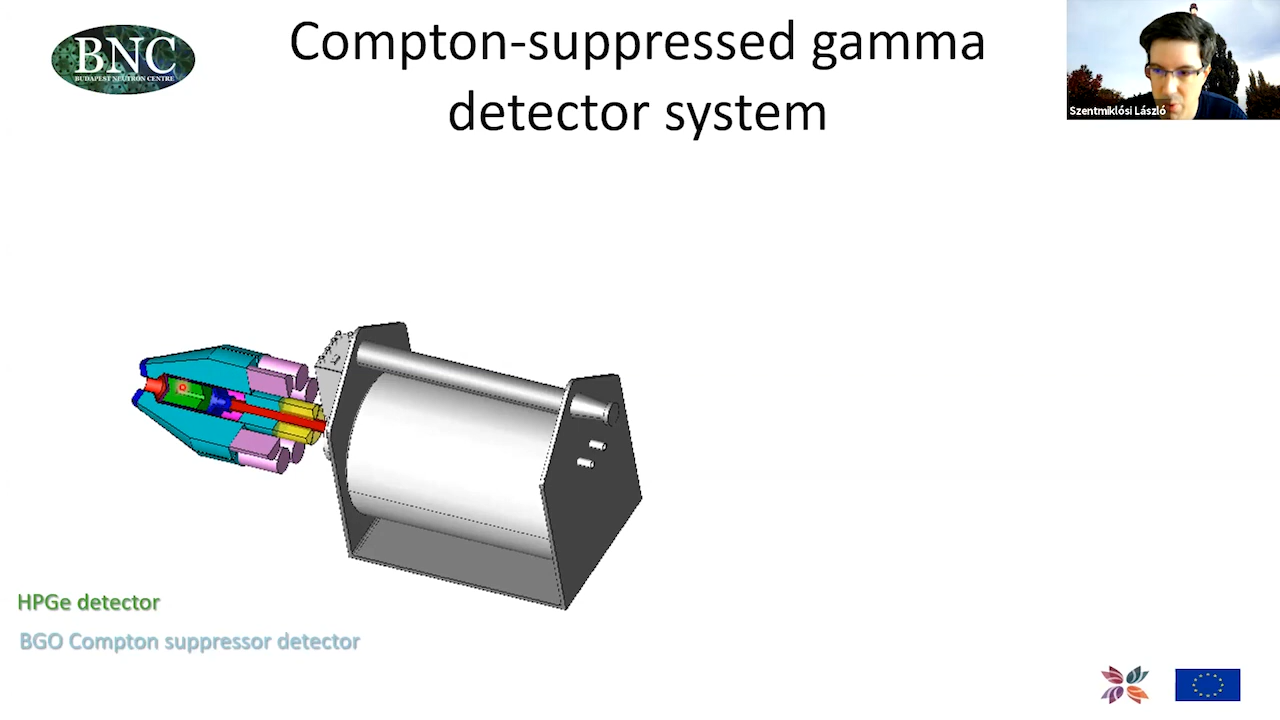 BNC
BUDAPEST NEUTRON CENTRE
Compton-suppressed gamma
detector system
Szentmiklósi László
HPGe detector
BGO Compton suppressor detector